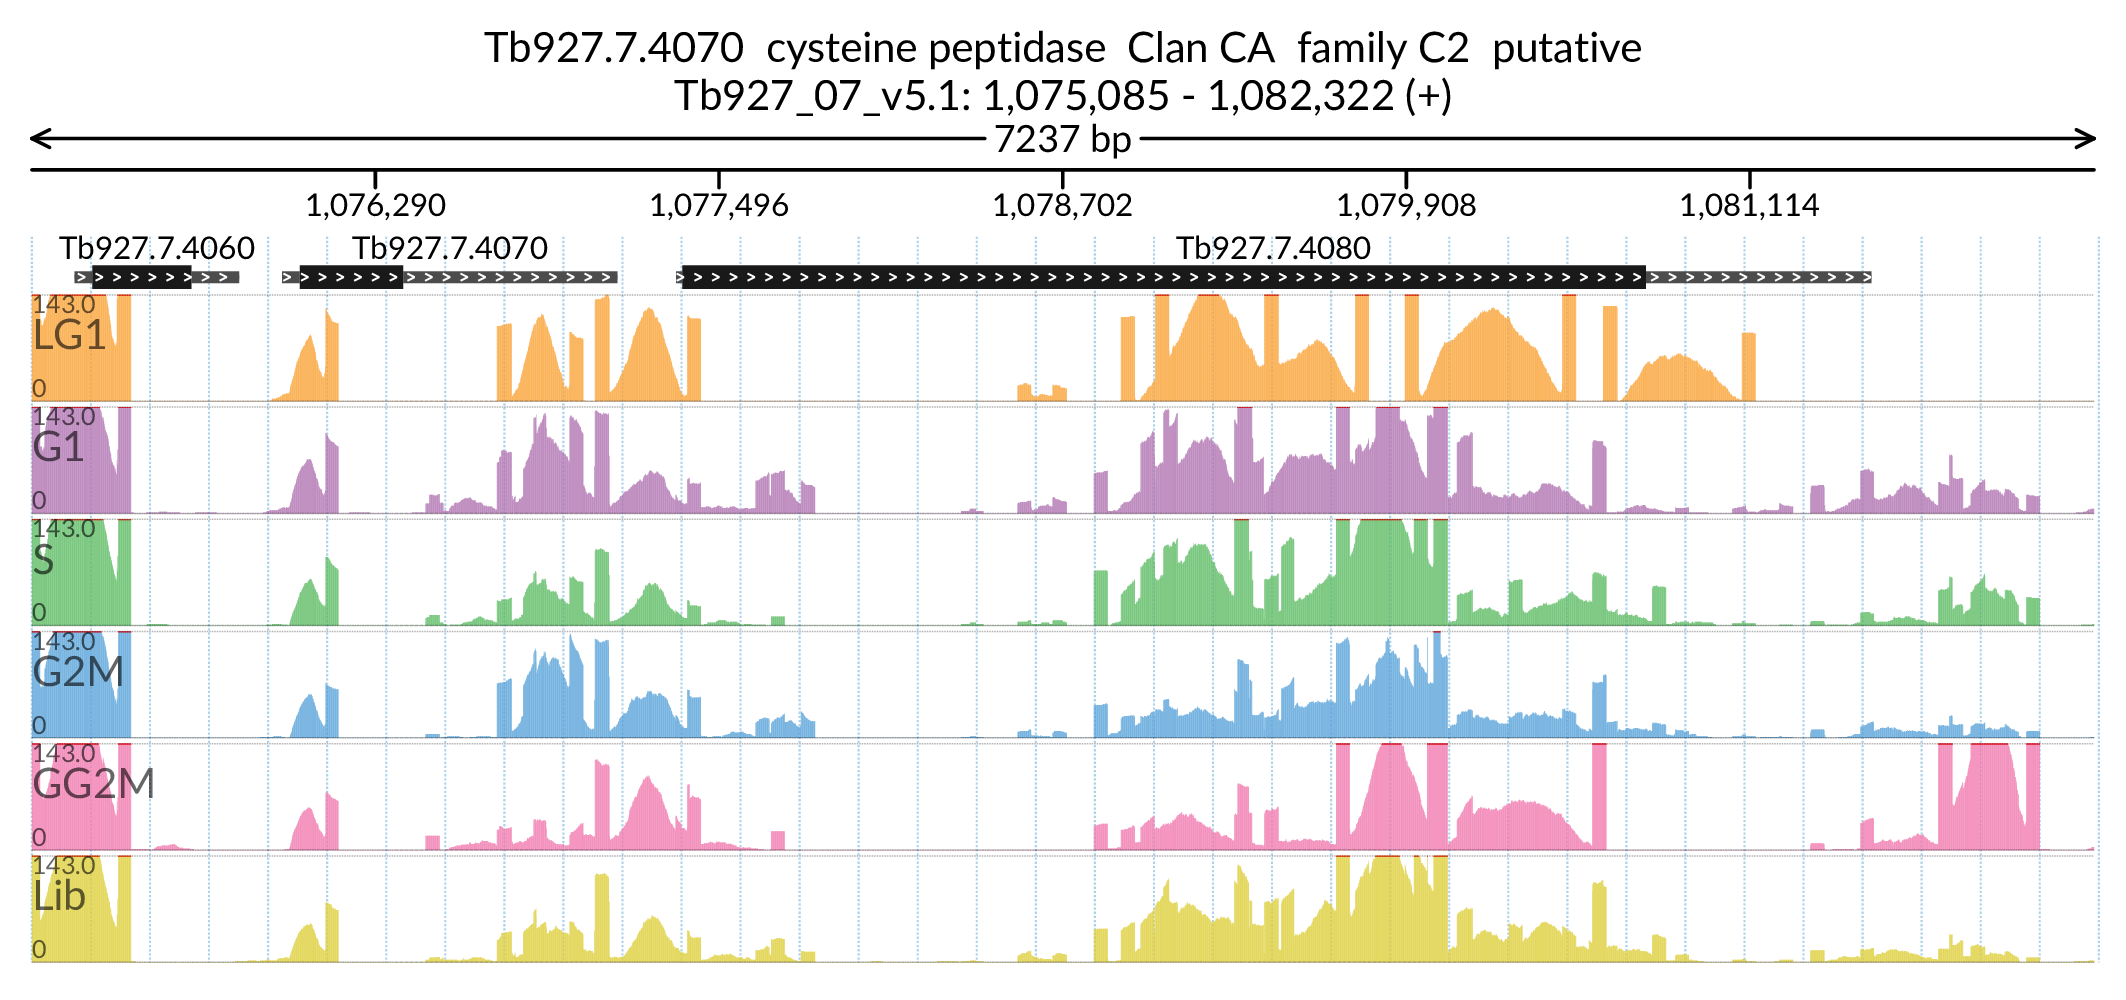 Tb927.7.4070 cysteine peptidase Clan CA family C2 putative
Tb927_07_v5.1: 1,075,085 - 1,082,322 (+)
7237 bp
1,076,290 1,077,496 1,078,702 1,079,908 1,081,114
Tb927.7.4060 Tb927.7.4070 Tb927.7.4080
143.0
LG1
0
143.0
G1
0
143.0
S
0
143.0
G2M
0
143.0
GG2M
0
143.0
Lib
0